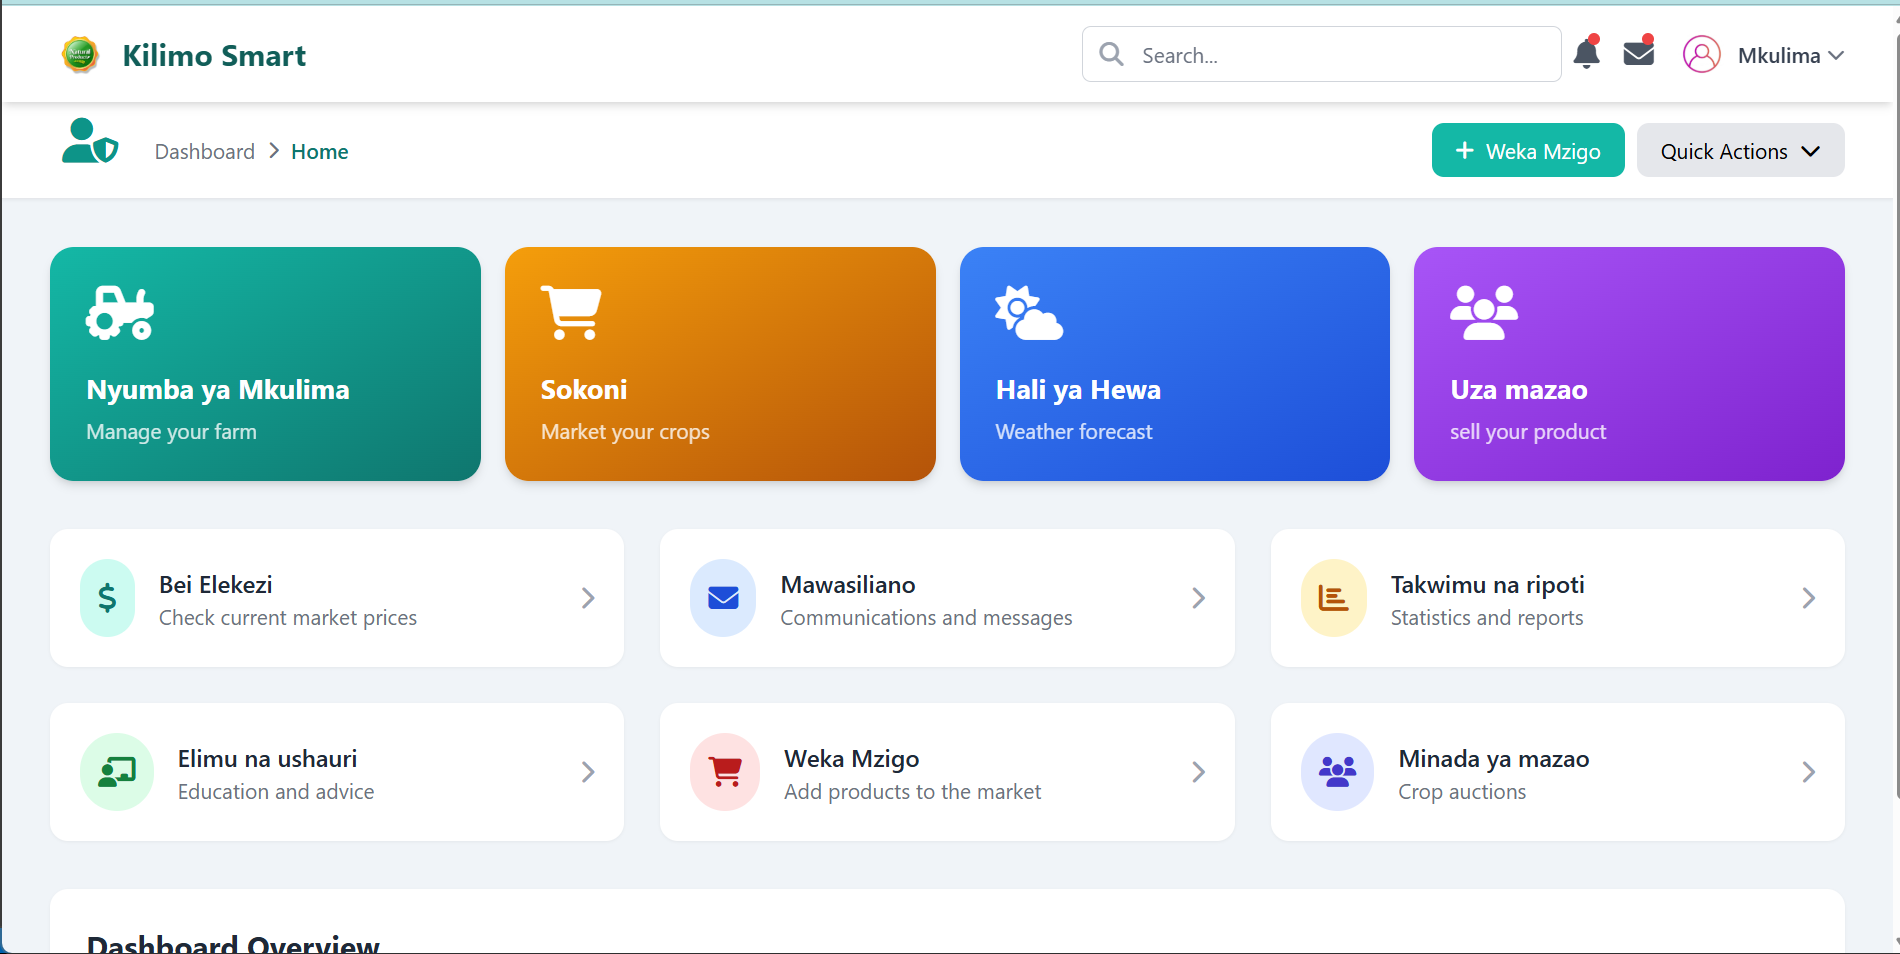 Natural
Products
Kilimo Smart
Search...
Mkulima
Dashboard > Home
+ Weka Mzigo
Quick Actions
Nyumba ya Mkulima
Manage your farm
Sokoni
Market your crops
Hali ya Hewa
Weather forecast
Uza mazao
sell your product
$
Bei Elekezi
Check current market prices
Mawasiliano
Communications and messages
Takwimu na ripoti
Statistics and reports
Elimu na ushauri
Education and advice
Weka Mzigo
Add products to the market
Minada ya mazao
Crop auctions
Dashboard Overview